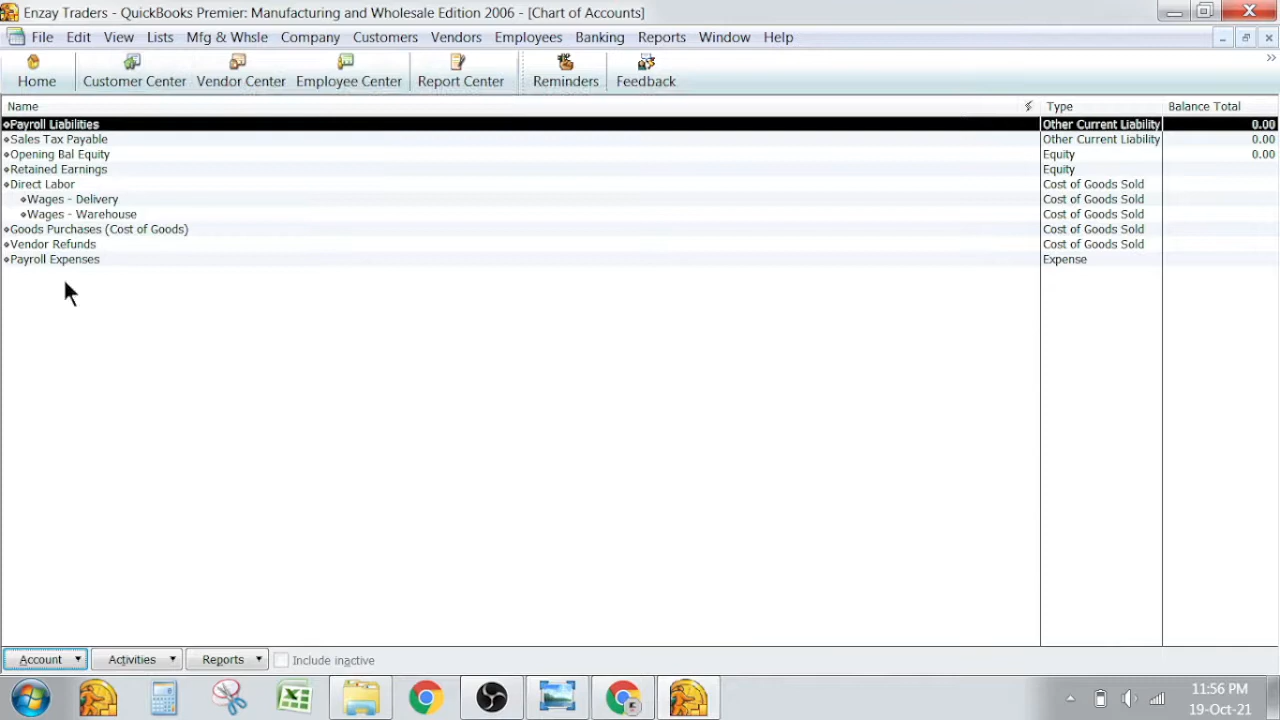 Enzay Traders - QuickBooks Premier: Manufacturing and Wholesale Edition 2006 - [Chart of Accounts]
File Edit View Lists Mfg & Whsle Company Customers Vendors Employees Banking Reports Window Help
Home Customer Center Vendor Center Employee Center Report Center Reminders Feedback
Name Type Balance Total
Payroll Liabilities Other Current Liability 0.00
Sales Tax Payable Other Current Liability 0.00
Opening Bal Equity Equity 0.00
Retained Earnings Equity
Direct Labor Cost of Goods Sold
Wages - Delivery Cost of Goods Sold
Wages - Warehouse Cost of Goods Sold
Goods Purchases (Cost of Goods) Cost of Goods Sold
Vendor Refunds Cost of Goods Sold
Payroll Expenses Expense
Account Activities Reports Include inactive
11:56 PM
19-Oct-21